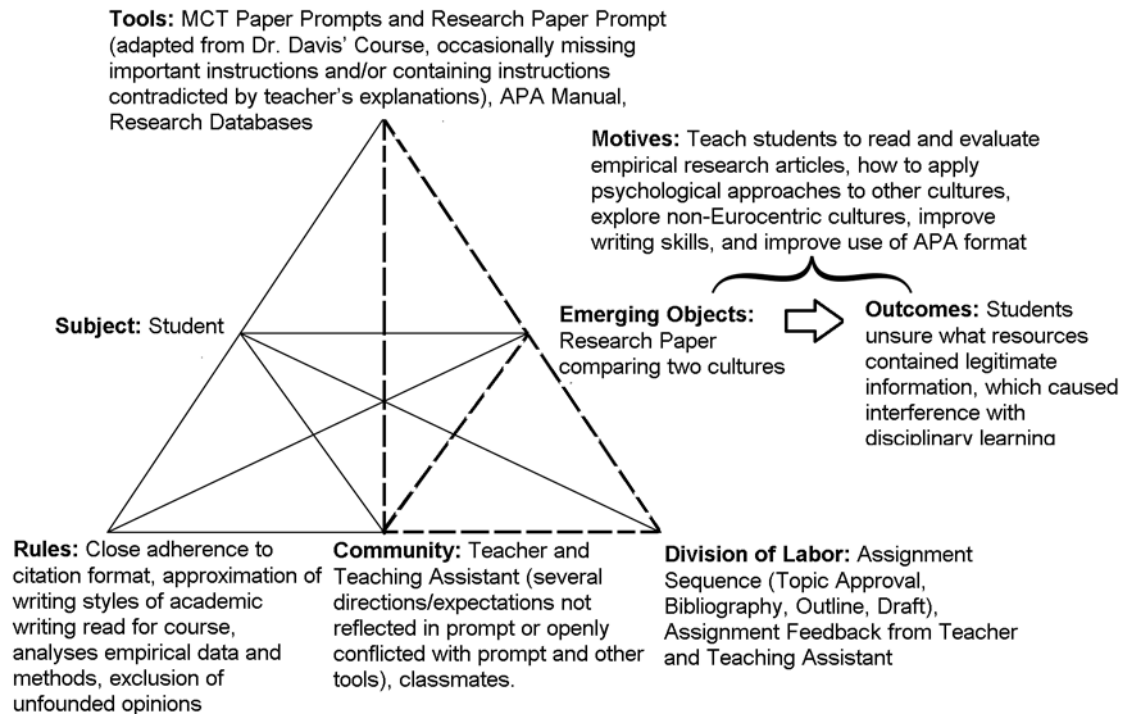 Tools: MCT Paper Prompts and Research Paper Prompt
(adapted from Dr. Davis' Course, occasionally missing
important instructions and/or containing instructions
contradicted by teacher's explanations), APA Manual,
Research Databases
Motives: Teach students to read and evaluate
empirical research articles, how to apply
psychological approaches to other cultures,
explore non-Eurocentric cultures, improve
writing skills, and improve use of APA format
Subject: Student
Emerging Objects:
Research Paper
comparing two cultures
Outcomes: Students
unsure what resources
contained legitimate
information, which caused
interference with
disciplinary learning
Rules: Close adherence to
citation format, approximation of
writing styles of academic
writing read for course,
analyses empirical data and
methods, exclusion of
unfounded opinions
Community: Teacher and
Teaching Assistant (several
directions/expectations not
reflected in prompt or openly
conflicted with prompt and other
tools), classmates.
Division of Labor: Assignment
Sequence (Topic Approval,
Bibliography, Outline, Draft),
Assignment Feedback from Teacher
and Teaching Assistant